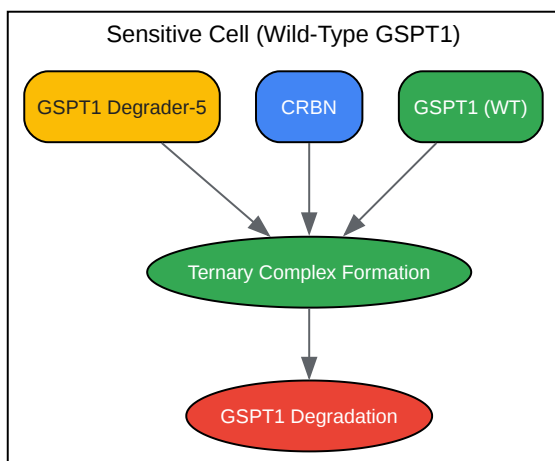 Sensitive Cell (Wild-Type GSPT1)
GSPT1 Degrader-5
CRBN
GSPT1 (WT)
Ternary Complex Formation
GSPT1 Degradation